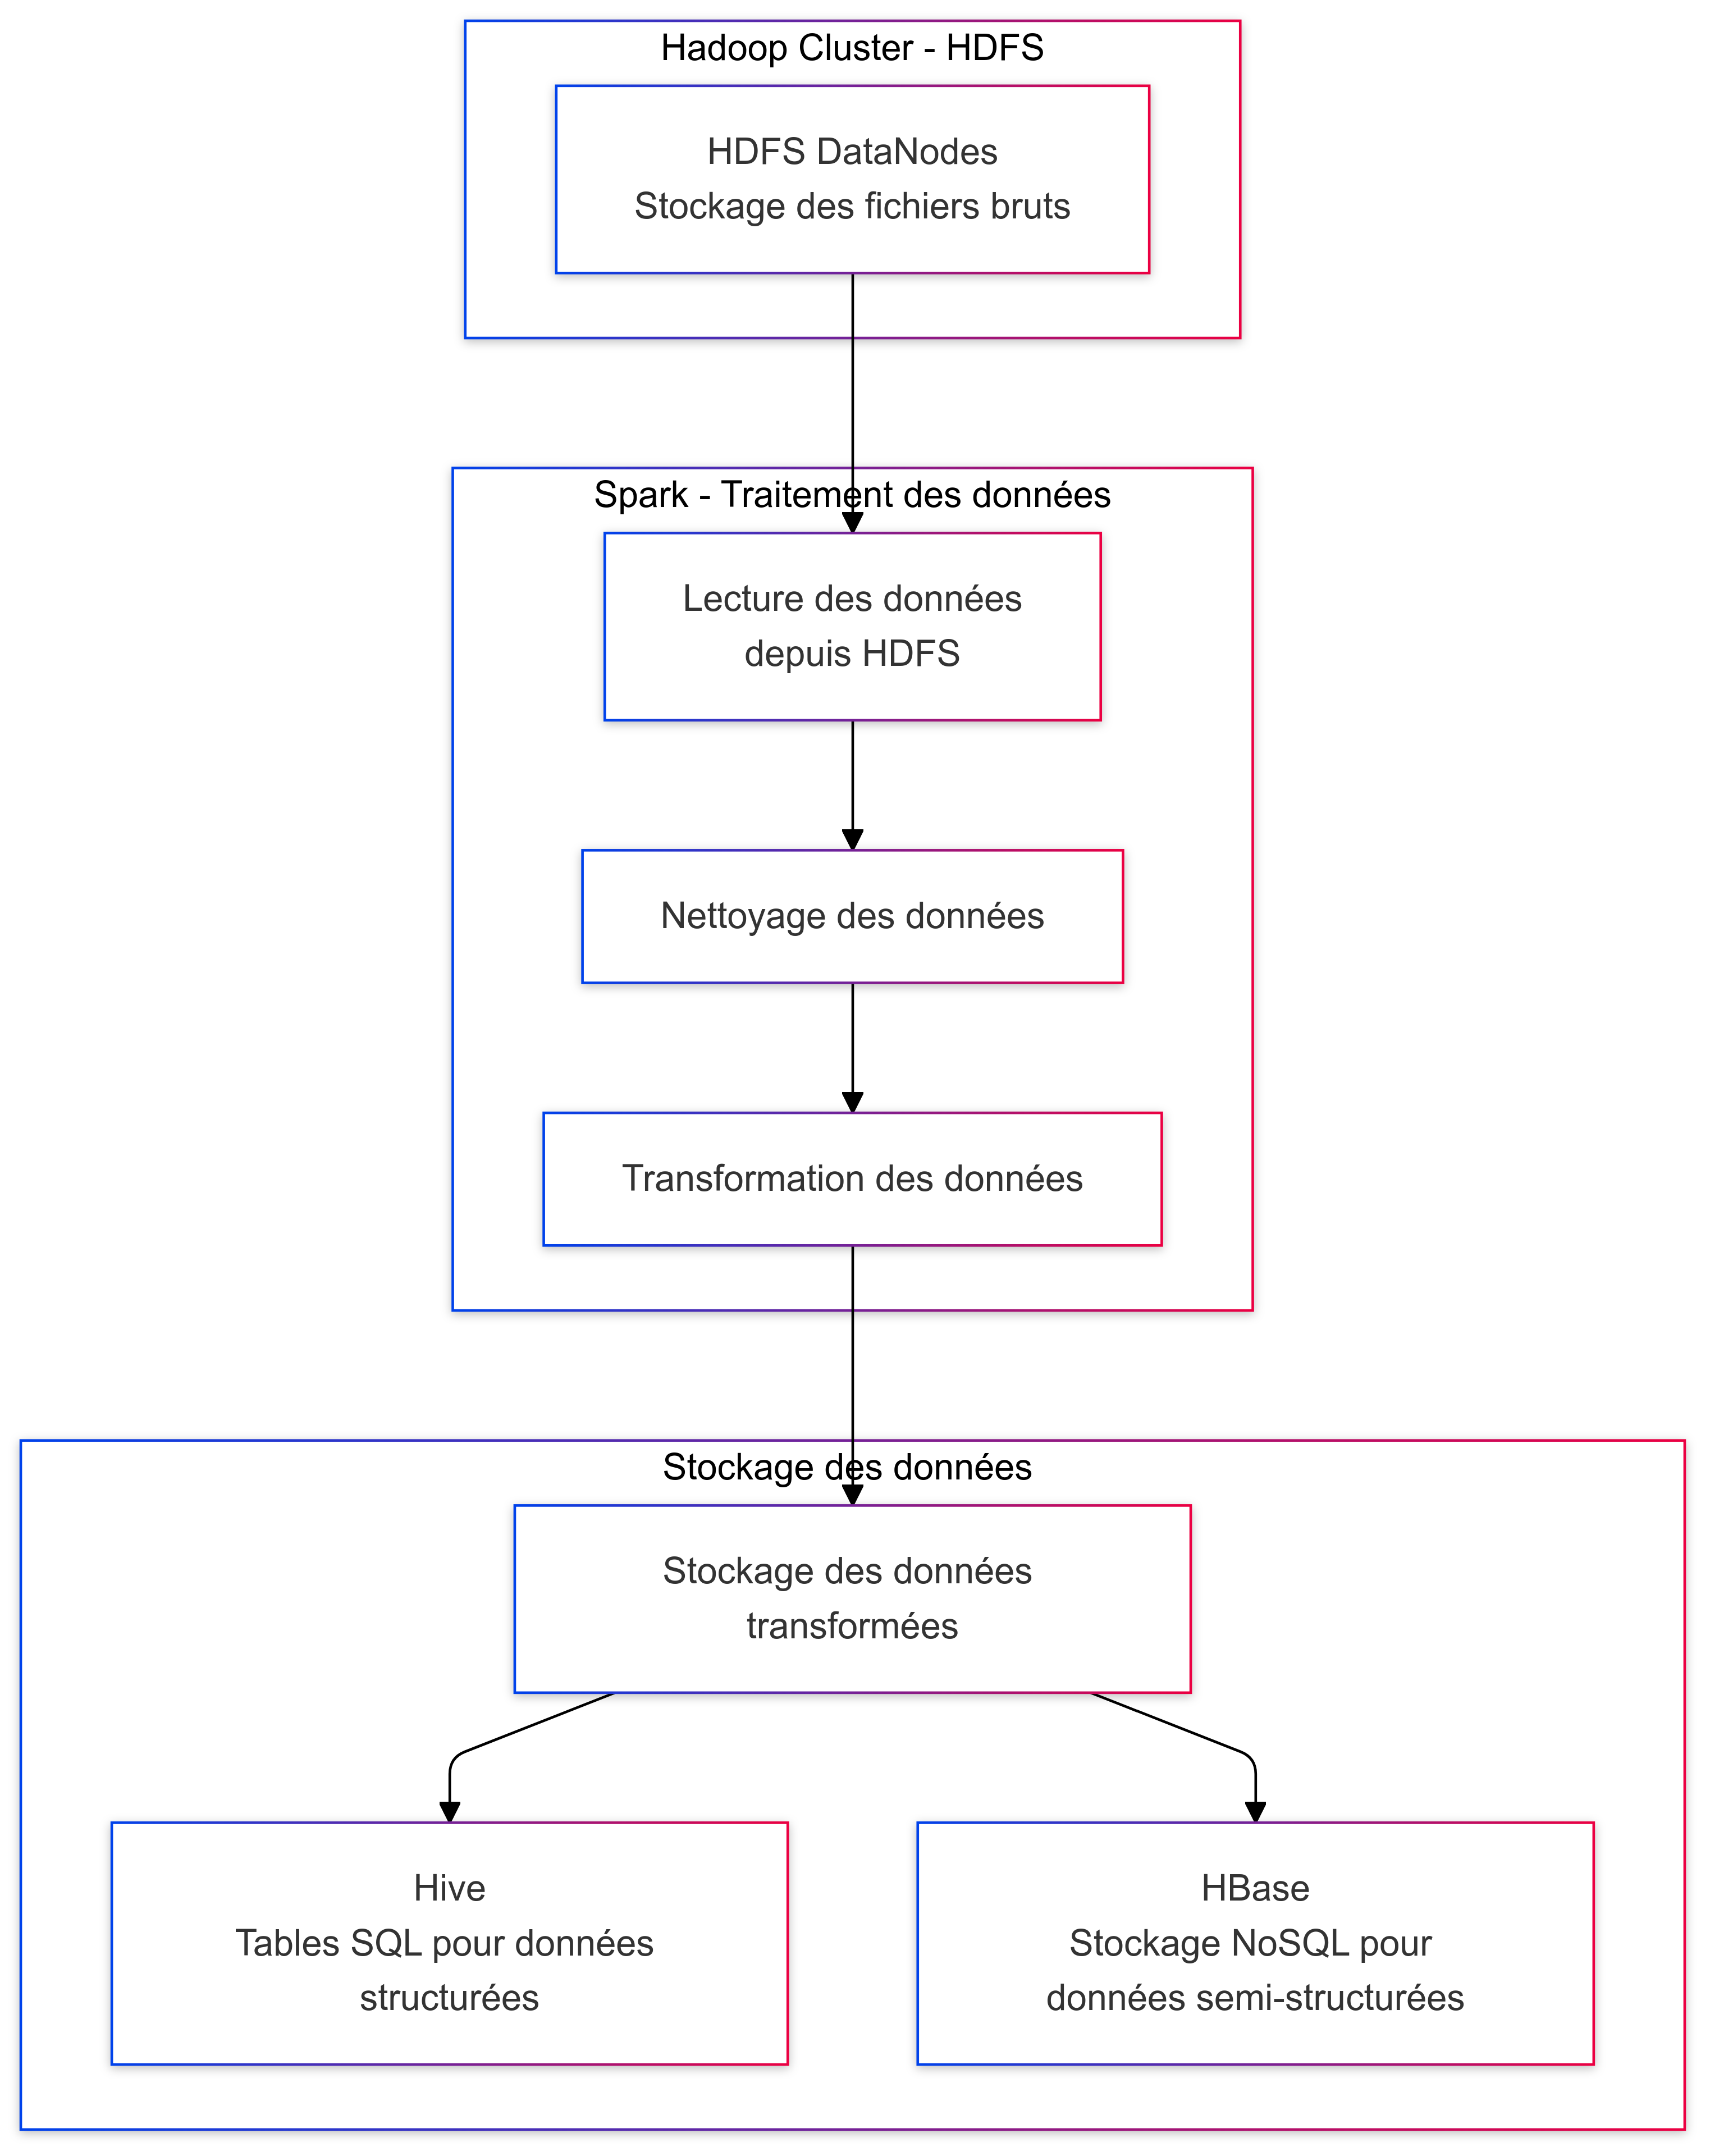 Hadoop Cluster - HDFS
HDFS DataNodes
Stockage des fichiers bruts
Spark - Traitement des données
Lecture des données
depuis HDFS
Nettoyage des données
Transformation des données
Stockage des données
Stockage des données
transformées
Hive
Tables SQL pour données
structurées
HBase
Stockage NoSQL pour
données semi-structurées